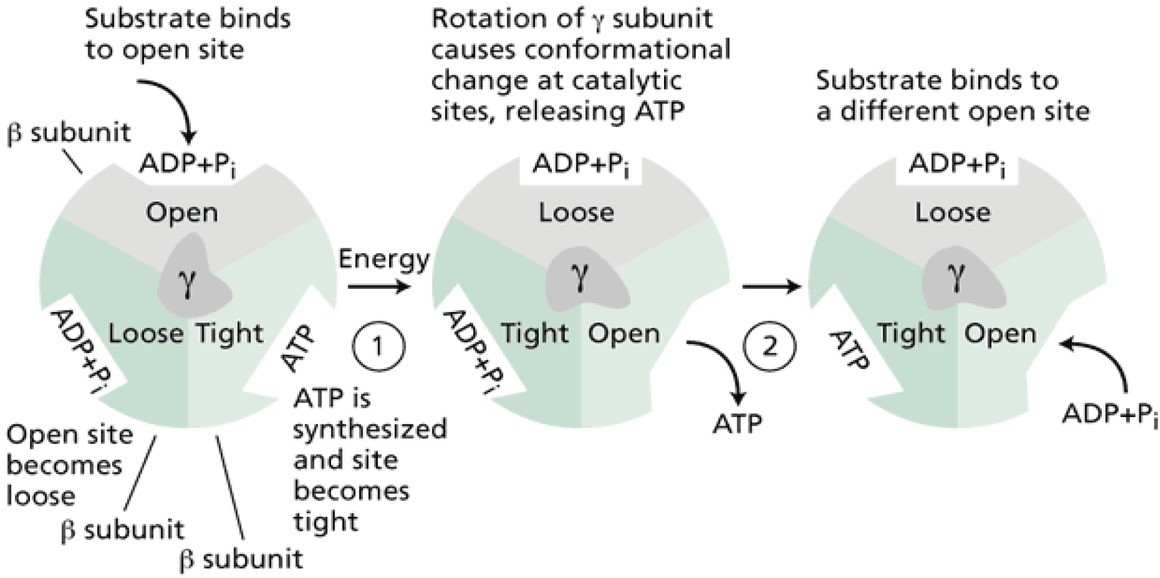 Substrate binds
to open site
β subunit
ADP+Pi
Open
γ
Loose
Tight
ADP+Pi
ATP
Open site
becomes
loose
β subunit
β subunit
ATP is
synthesized
and site
becomes
tight
Energy
1
Rotation of γ subunit
causes conformational
change at catalytic
sites, releasing ATP
ADP+Pi
Loose
γ
Tight
Open
ADP+Pi
ATP
2
Substrate binds to
a different open site
ADP+Pi
Loose
γ
Tight
Open
ATP
ADP+Pi